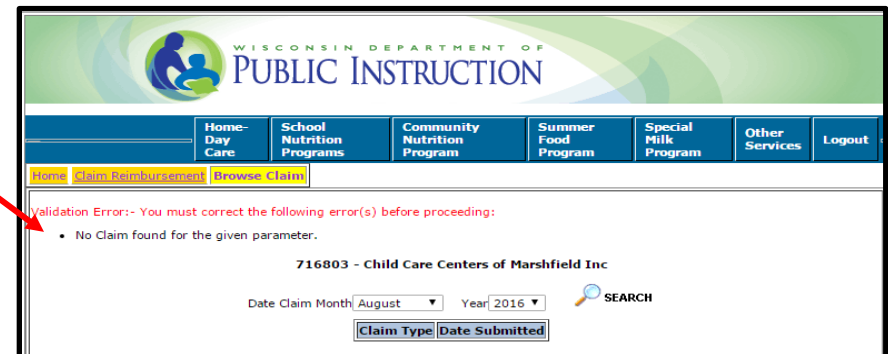 WISCONSIN DEPARTMENT OF
PUBLIC INSTRUCTION
Home-Day Care School Nutrition Programs Community Nutrition Program Summer Food Program Special Milk Program Other Services Logout
Home Claim Reimbursement Browse Claim
Validation Error:- You must correct the following error(s) before proceeding:
• No Claim found for the given parameter.
716803 - Child Care Centers of Marshfield Inc
Date Claim Month August Year 2016 SEARCH
Claim Type Date Submitted